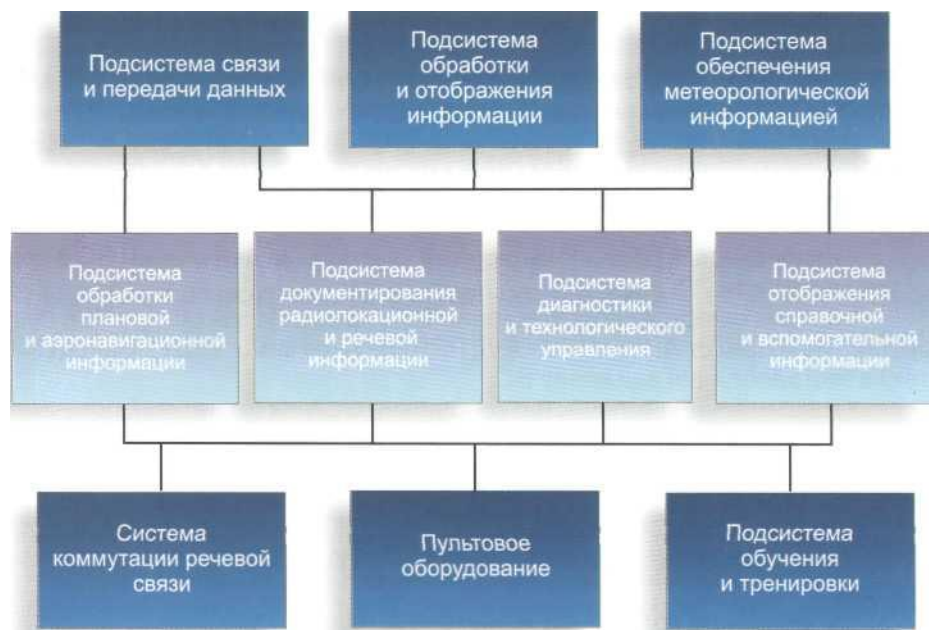 Подсистема связи
и передачи данных
Подсистема
обработки
и отображения
информации
Подсистема
обеспечения
метеорологической
информацией
Подсистема
обработки
плановой
и аэронавигационной
информации
Подсистема
документирования
радиолокационной
и речевой
информации
Подсистема
диагностики
и технологического
управления
Подсистема
отображения
справочной
и вспомогательной
информации
Система
коммутации речевой
связи
Пультовое
оборудование
Подсистема
обучения
и тренировки